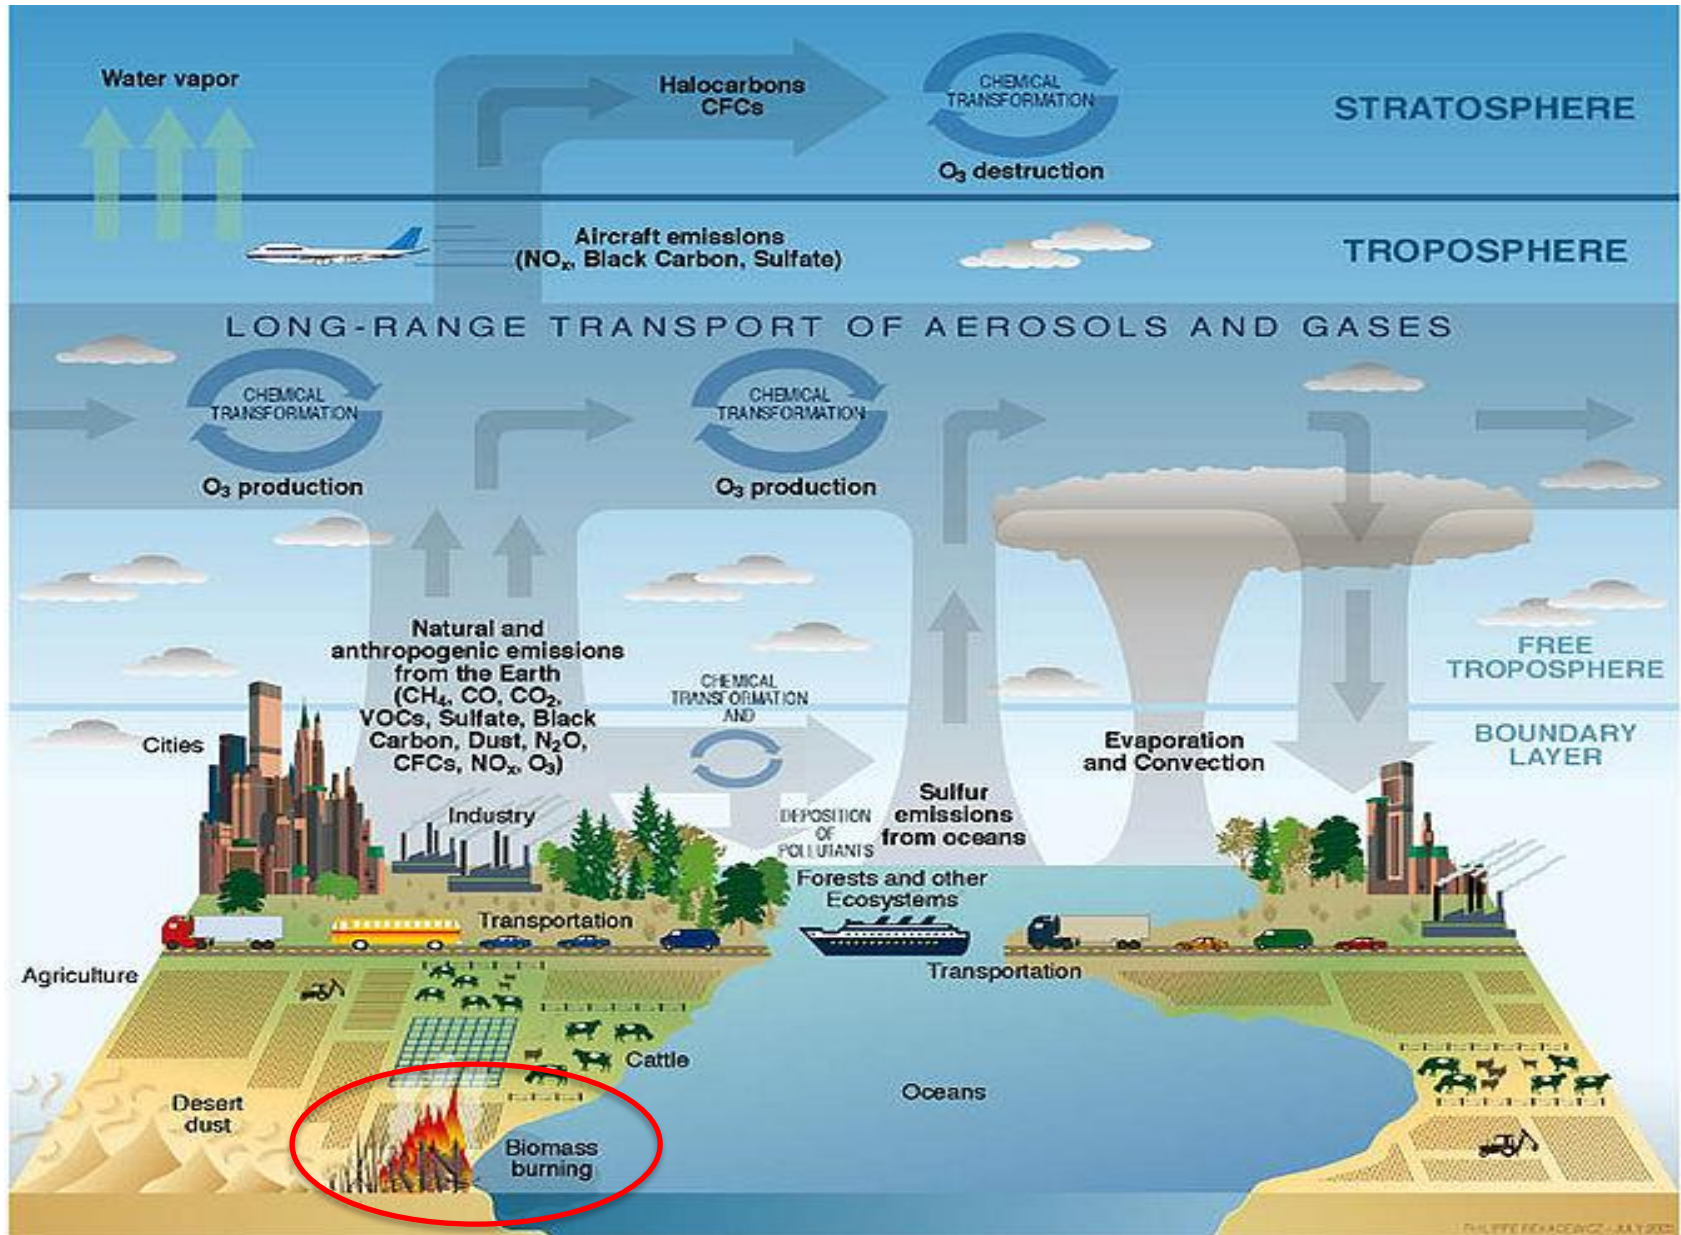 Water vapor
Halocarbons
CFCs
CHEMICAL
TRANSFORMATION
O₃ destruction
STRATOSPHERE
Aircraft emissions
(NOₓ, Black Carbon, Sulfate)
TROPOSPHERE
LONG-RANGE TRANSPORT OF AEROSOLS AND GASES
CHEMICAL
TRANSFORMATION
O₃ production
CHEMICAL
TRANSFORMATION
O₃ production
Natural and
anthropogenic emissions
from the Earth
(CH₄, CO, CO₂,
VOCs, Sulfate, Black
Carbon, Dust, N₂O,
CFCs, NOₓ, O₃)
CHEMICAL
TRANSFORMATION
AND
FREE
TROPOSPHERE
BOUNDARY
LAYER
Cities
Evaporation
and Convection
Industry
DEPOSITION
OF
POLLUTANTS
Sulfur
emissions
from oceans
Forests and other
Ecosystems
Transportation
Transportation
Agriculture
Cattle
Oceans
Desert
dust
Biomass
burning
PHILIPPE REKACEWICZ - JULY